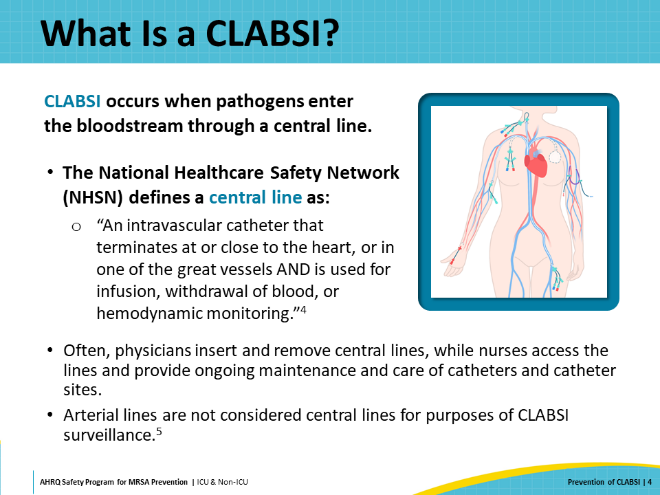 What Is a CLABSI?
CLABSI occurs when pathogens enter
the bloodstream through a central line.
• The National Healthcare Safety Network
(NHSN) defines a central line as:
o "An intravascular catheter that
terminates at or close to the heart, or in
one of the great vessels AND is used for
infusion, withdrawal of blood, or
hemodynamic monitoring."4
• Often, physicians insert and remove central lines, while nurses access the
lines and provide ongoing maintenance and care of catheters and catheter
sites.
• Arterial lines are not considered central lines for purposes of CLABSI
surveillance.5
AHRQ Safety Program for MRSA Prevention | ICU & Non-ICU
Prevention of CLABSI | 4